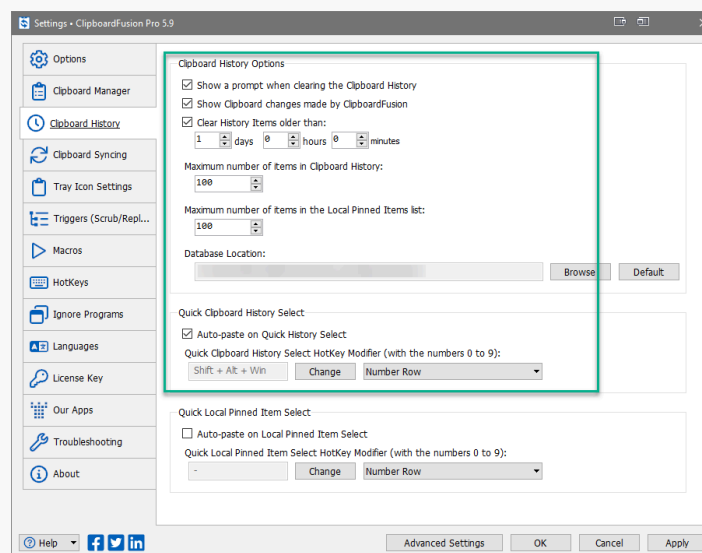 Settings • ClipboardFusion Pro 5.9
Options
Clipboard Manager
Clipboard History
Clipboard Syncing
Tray Icon Settings
Triggers (Scrub/Repl...
Macros
HotKeys
Ignore Programs
Languages
License Key
Our Apps
Troubleshooting
About
Clipboard History Options
Show a prompt when clearing the Clipboard History
Show Clipboard changes made by ClipboardFusion
Clear History Items older than:
1 days 0 hours 0 minutes
Maximum number of items in Clipboard History:
100
Maximum number of items in the Local Pinned Items list:
100
Database Location:
Browse Default
Quick Clipboard History Select
Auto-paste on Quick History Select
Quick Clipboard History Select HotKey Modifier (with the numbers 0 to 9):
Shift + Alt + Win Change Number Row
Quick Local Pinned Item Select
Auto-paste on Local Pinned Item Select
Quick Local Pinned Item Select HotKey Modifier (with the numbers 0 to 9):
- Change Number Row
Help Advanced Settings OK Cancel Apply